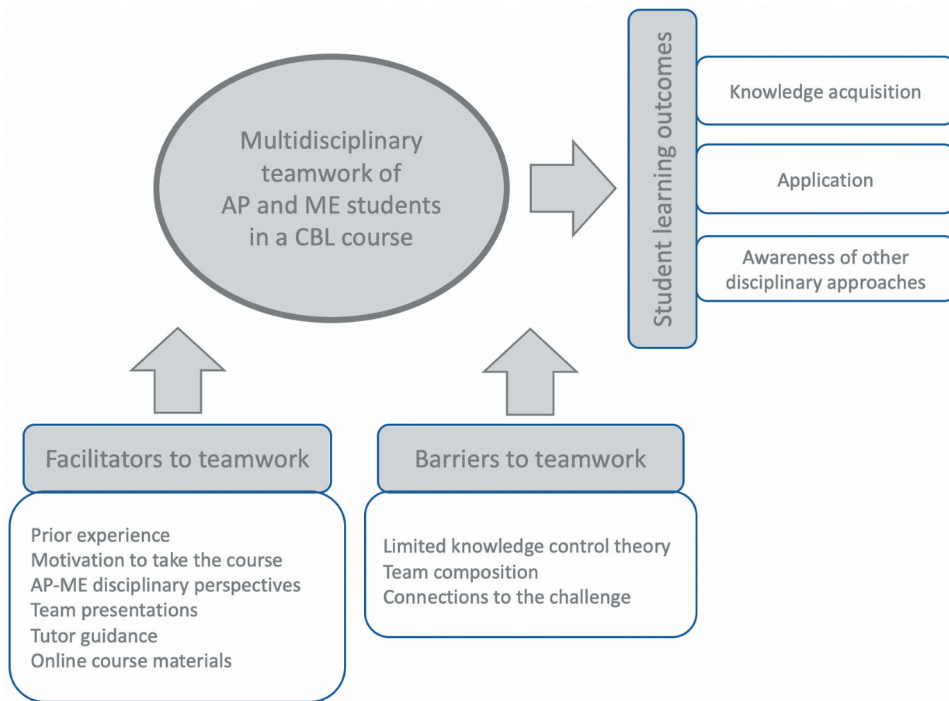 Multidisciplinary
teamwork of
AP and ME students
in a CBL course
Student learning outcomes
Knowledge acquisition
Application
Awareness of other
disciplinary approaches
Facilitators to teamwork
Prior experience
Motivation to take the course
AP-ME disciplinary perspectives
Team presentations
Tutor guidance
Online course materials
Barriers to teamwork
Limited knowledge control theory
Team composition
Connections to the challenge